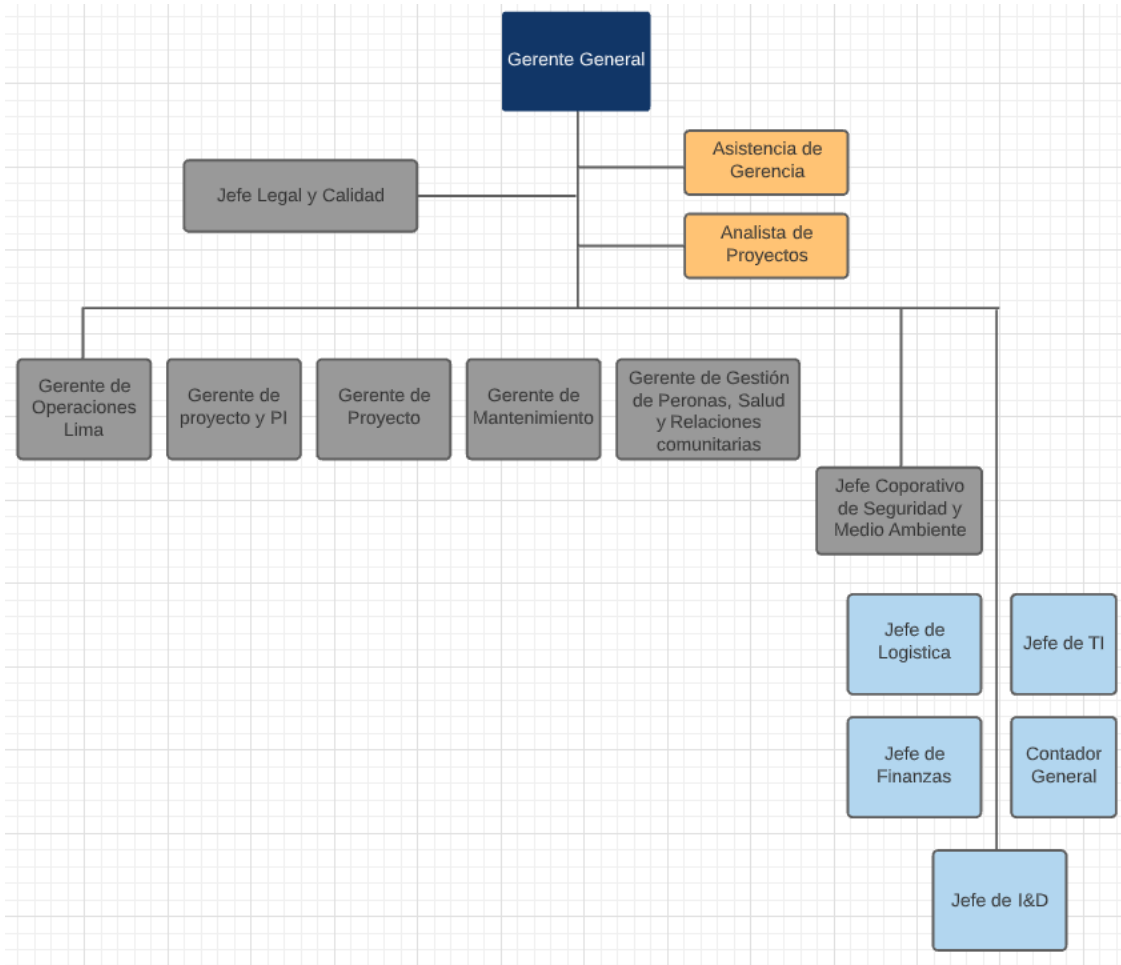 Gerente General
Asistencia de
Gerencia
Jefe Legal y Calidad
Analista de
Proyectos
Gerente de
Operaciones
Lima
Gerente de
proyecto y PI
Gerente de
Proyecto
Gerente de
Mantenimiento
Gerente de Gestión
de Peronas, Salud
y Relaciones
comunitarias
Jefe Coporativo
de Seguridad y
Medio Ambiente
Jefe de
Logistica
Jefe de TI
Jefe de
Finanzas
Contador
General
Jefe de I&D